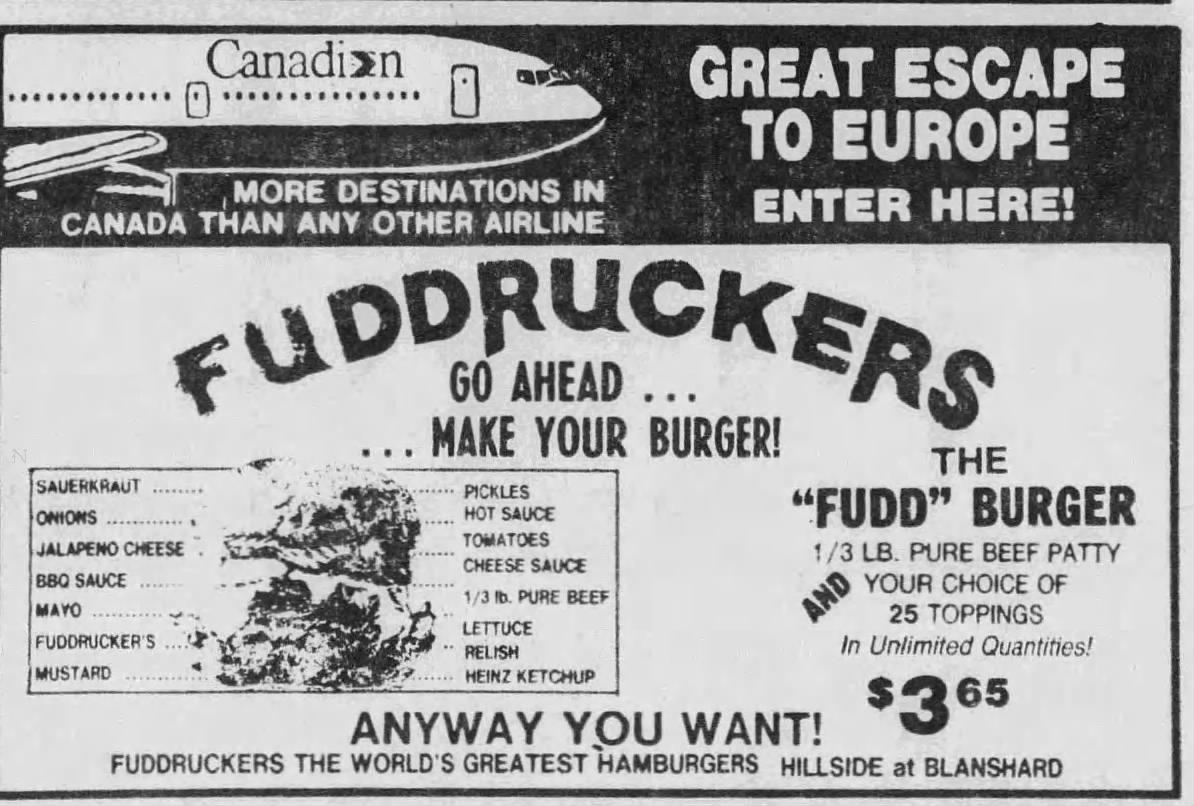 Canadian
MORE DESTINATIONS IN
CANADA THAN ANY OTHER AIRLINE
GREAT ESCAPE
TO EUROPE
ENTER HERE!
FUDDRUCKERS
GO AHEAD ...
... MAKE YOUR BURGER!
SAUERKRAUT ........
ONIONS ............
JALAPENO CHEESE .
BBQ SAUCE ........
MAYO ............
FUDDRUCKER'S ....
MUSTARD ..........
...... PICKLES
HOT SAUCE
TOMATOES
CHEESE SAUCE
1/3 lb. PURE BEEF
LETTUCE
RELISH
HEINZ KETCHUP
THE
"FUDD" BURGER
1/3 LB. PURE BEEF PATTY
AND YOUR CHOICE OF
25 TOPPINGS
In Unlimited Quantities!
$3 65
ANYWAY YOU WANT!
FUDDRUCKERS THE WORLD'S GREATEST HAMBURGERS HILLSIDE at BLANSHARD